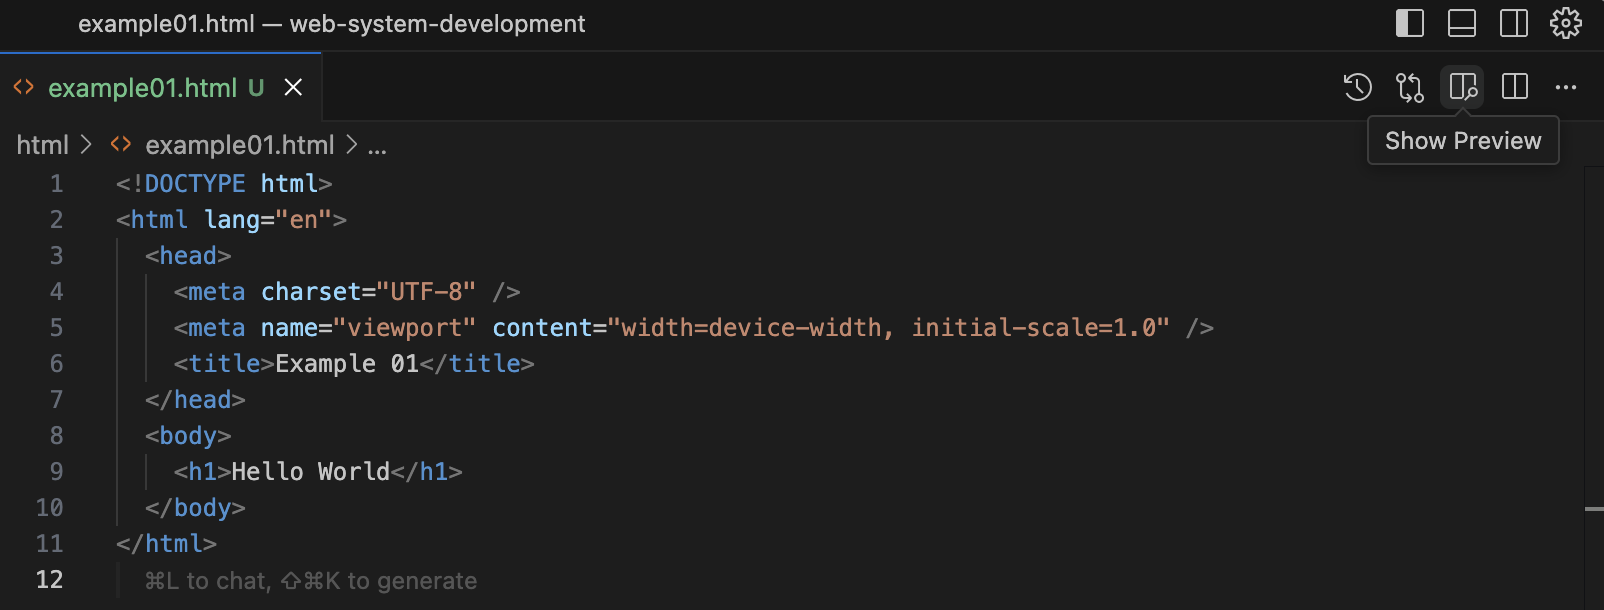 example01.html — web-system-development
example01.html U
Show Preview
html > example01.html > ...
1 <!DOCTYPE html>
2 <html lang="en">
3 <head>
4 <meta charset="UTF-8" />
5 <meta name="viewport" content="width=device-width, initial-scale=1.0" />
6 <title>Example 01</title>
7 </head>
8 <body>
9 <h1>Hello World</h1>
10 </body>
11 </html>
12 ⌘L to chat, ⇧⌘K to generate